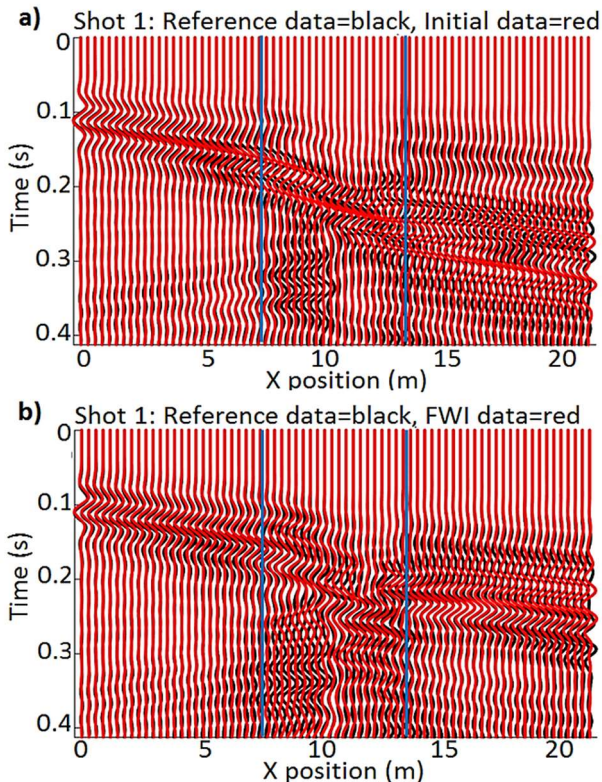 a) Shot 1: Reference data=black, Initial data=red
0
0.1
0.2
0.3
0.4
Time (s)
0 5 10 15 20
X position (m)
b) Shot 1: Reference data=black, FWI data=red
0
0.1
0.2
0.3
0.4
Time (s)
0 5 10 15 20
X position (m)